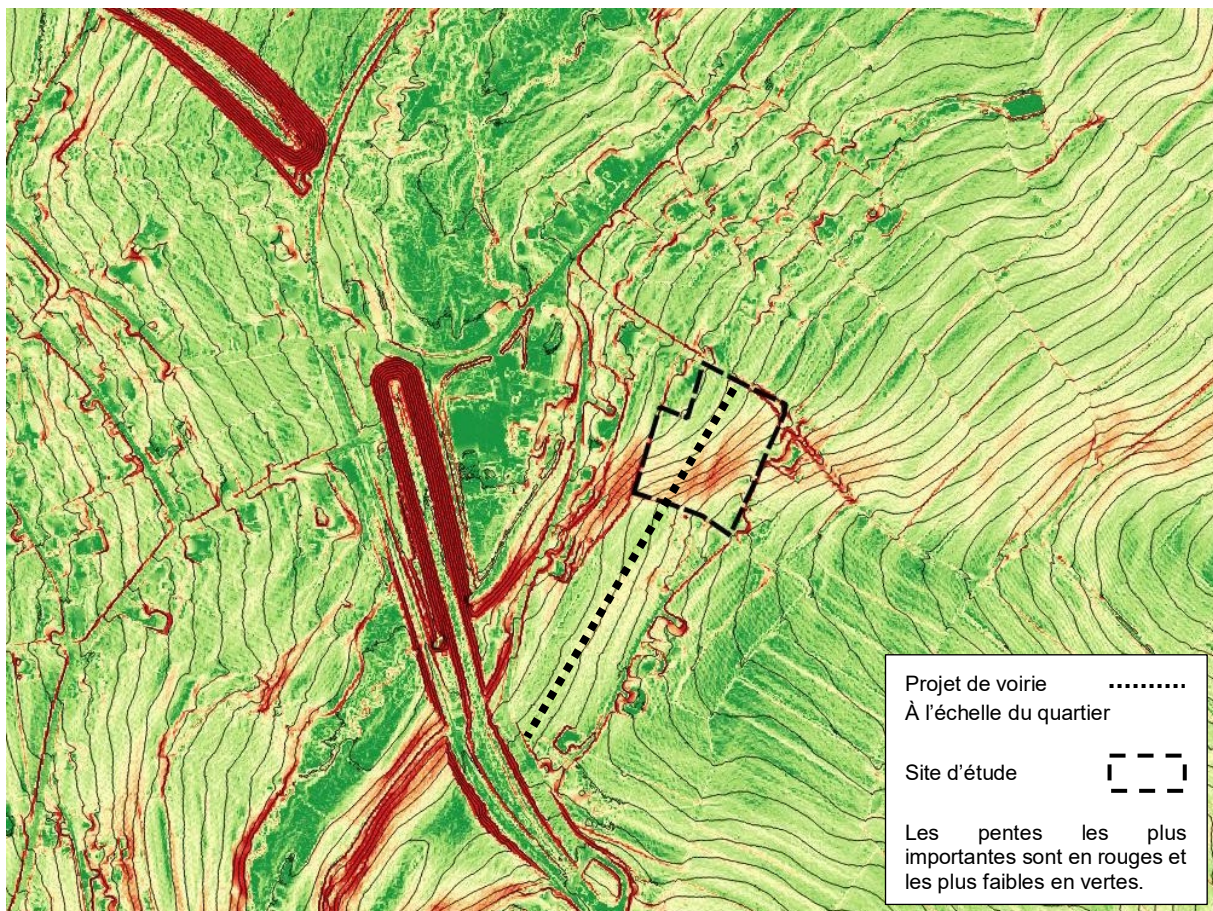 Projet de voirie
À l’échelle du quartier
Site d’étude
Les pentes les plus
importantes sont en rouges et
les plus faibles en vertes.